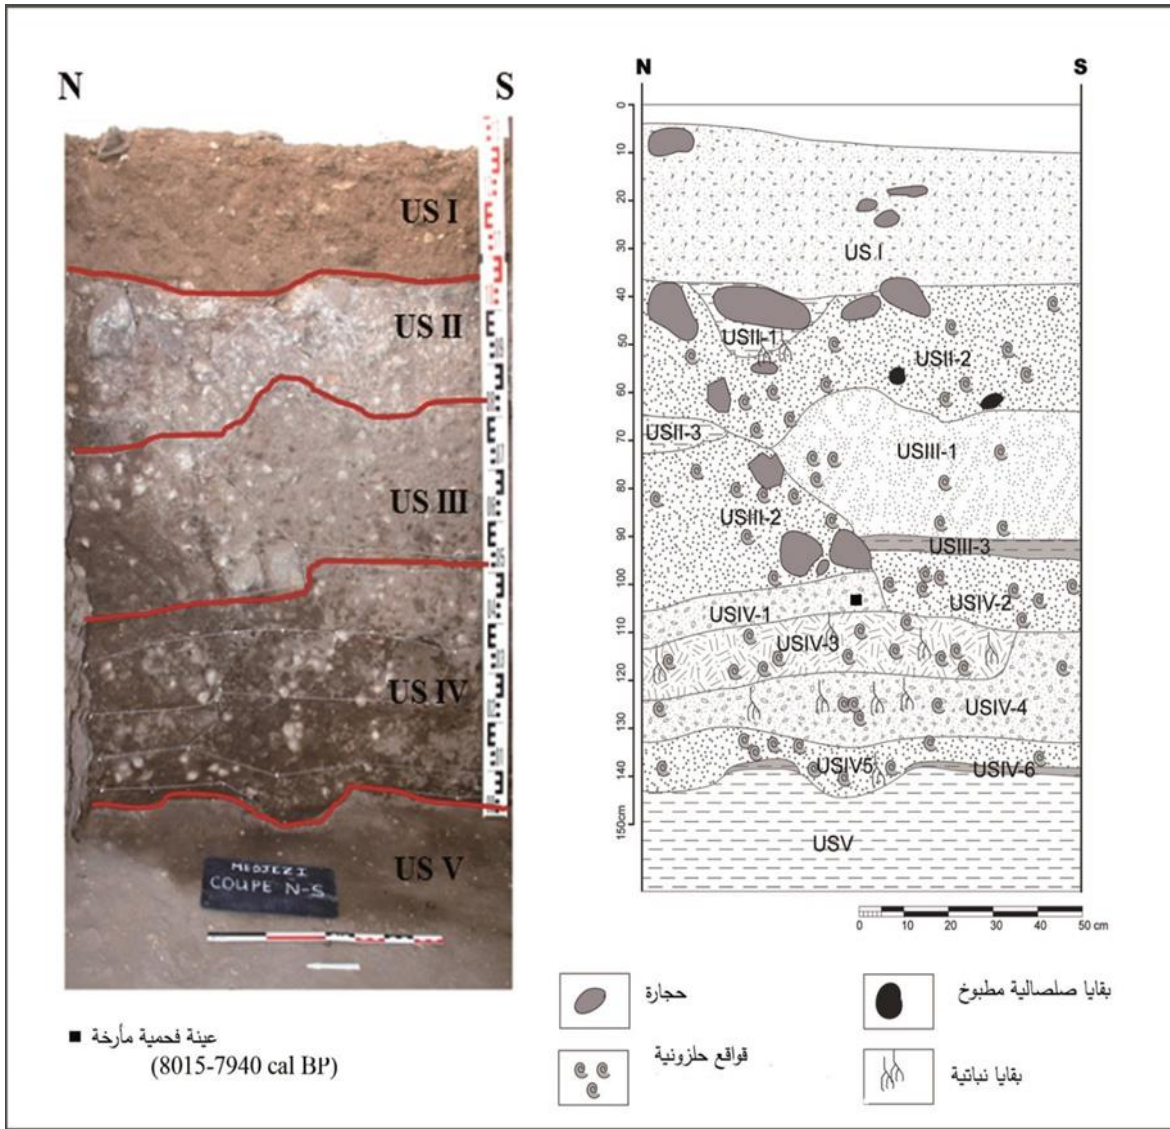 N
S
US I
US II
US III
US IV
US V
MEDJEZI
COUPE N-S
عينة فحمية مأرخة
(8015-7940 cal BP)
N
S
0
10
20
30
40
50
60
70
80
90
100
110
120
130
140
150cm
US I
USII-1
USII-2
USII-3
USIII-1
USIII-2
USIII-3
USIV-1
USIV-2
USIV-3
USIV-4
USIV5
USIV-6
USV
0 10 20 30 40 50 cm
حجارة
بقايا صلصالية مطبوخ
قواقع حلزونية
بقايا نباتية